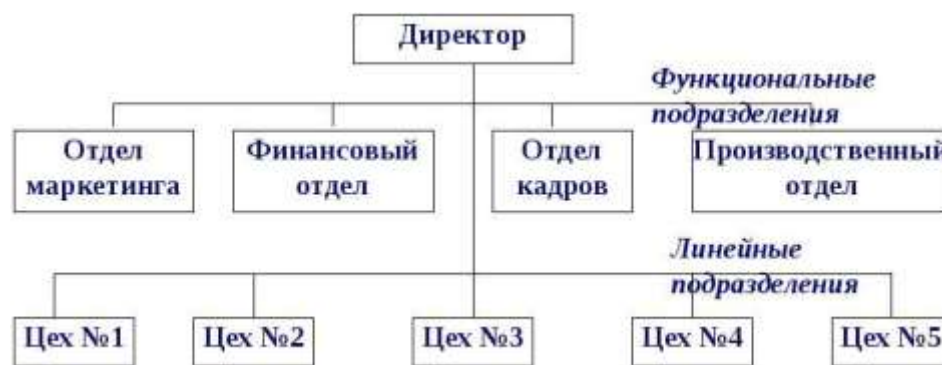 Директор
Функциональные
подразделения
Отдел
маркетинга
Финансовый
отдел
Отдел
кадров
Производственный
отдел
Линейные
подразделения
Цех №1
Цех №2
Цех №3
Цех №4
Цех №5